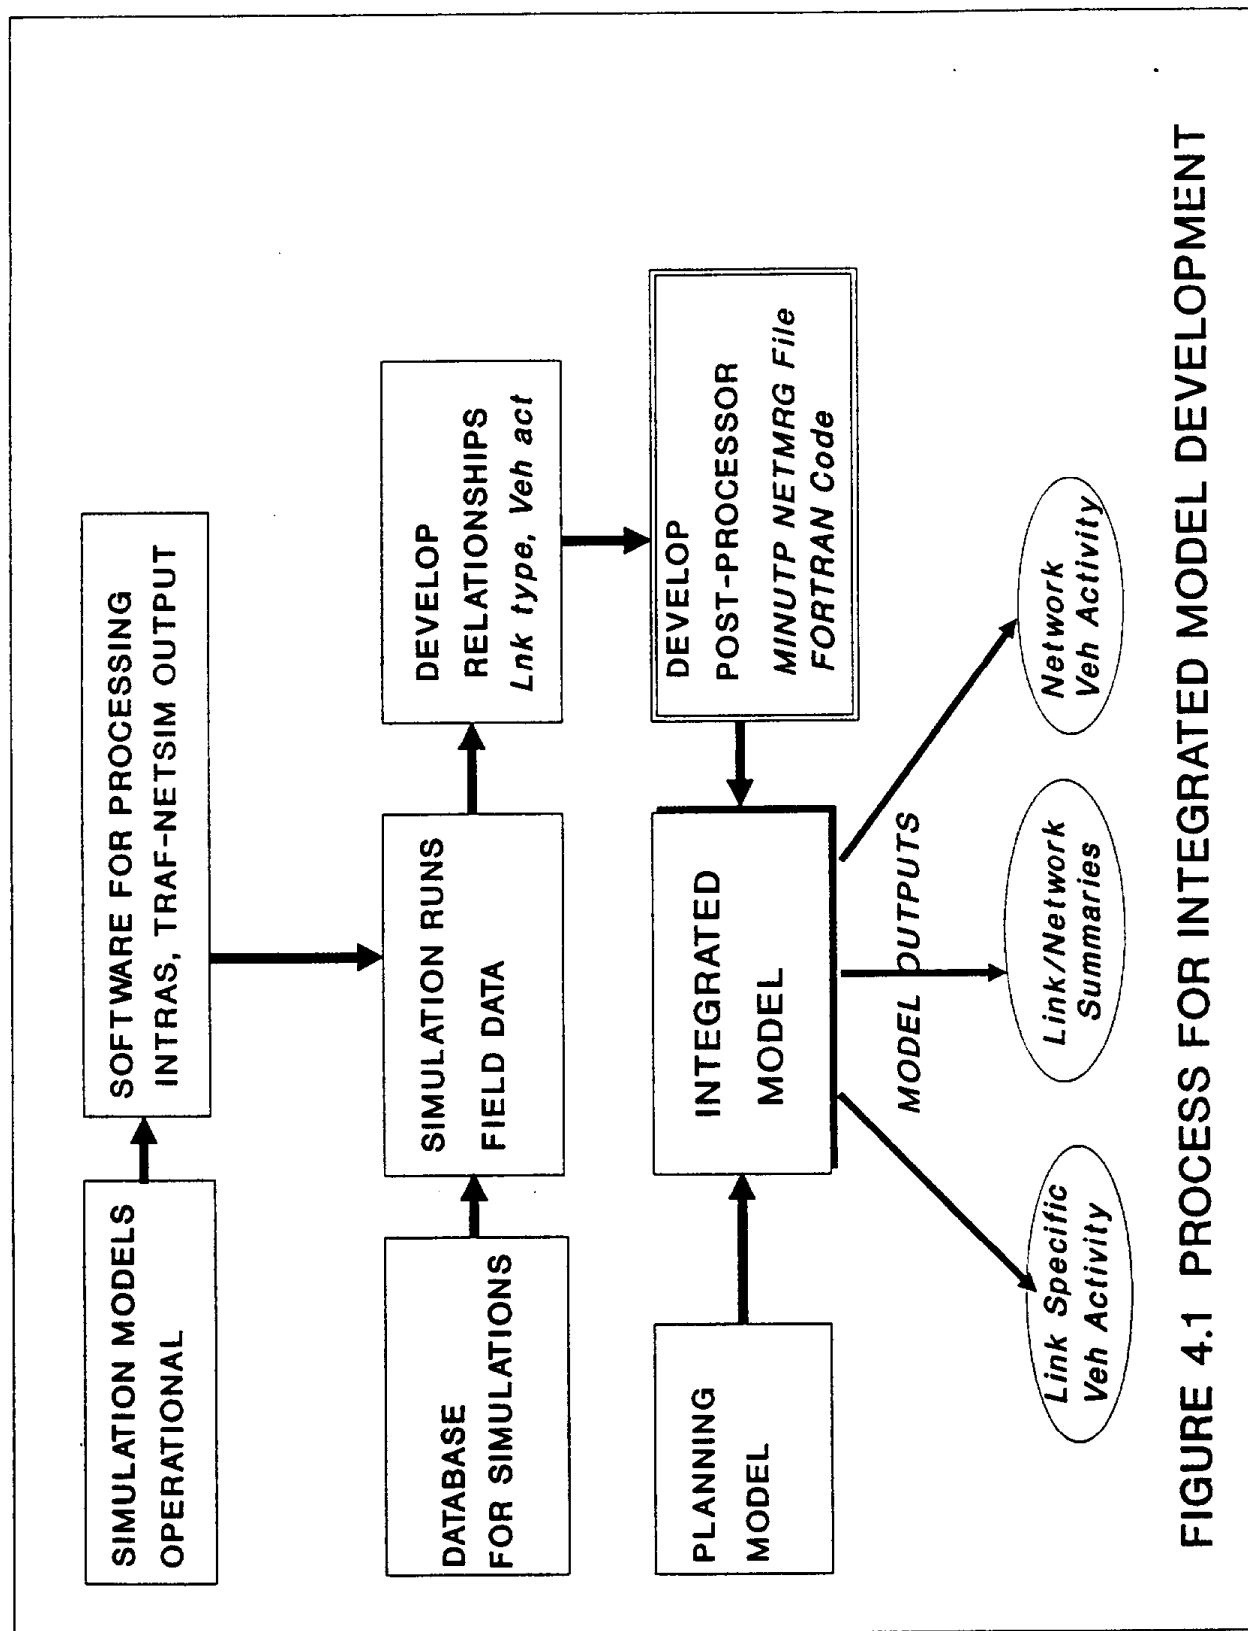 SIMULATION MODELS
OPERATIONAL
SOFTWARE FOR PROCESSING
INTRAS, TRAF-NETSIM OUTPUT
DATABASE
FOR SIMULATIONS
SIMULATION RUNS
FIELD DATA
DEVELOP
RELATIONSHIPS
Lnk type, Veh act
PLANNING
MODEL
INTEGRATED
MODEL
DEVELOP
POST-PROCESSOR
MINUTP NETMRG File
FORTRAN Code
MODEL OUTPUTS
Link Specific
Veh Activity
Link/Network
Summaries
Network
Veh Activity
FIGURE 4.1 PROCESS FOR INTEGRATED MODEL DEVELOPMENT